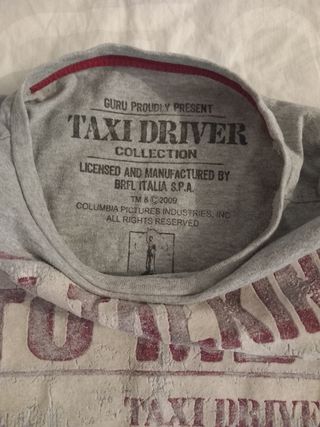 GURU PROUDLY PRESENT
TAXI DRIVER
COLLECTION
LICENSED AND MANUFACTURED BY
BRFL ITALIA S.P.A.
TM & © 2009
COLUMBIA PICTURES INDUSTRIES, INC
ALL RIGHTS RESERVED
TAXI DRIVE